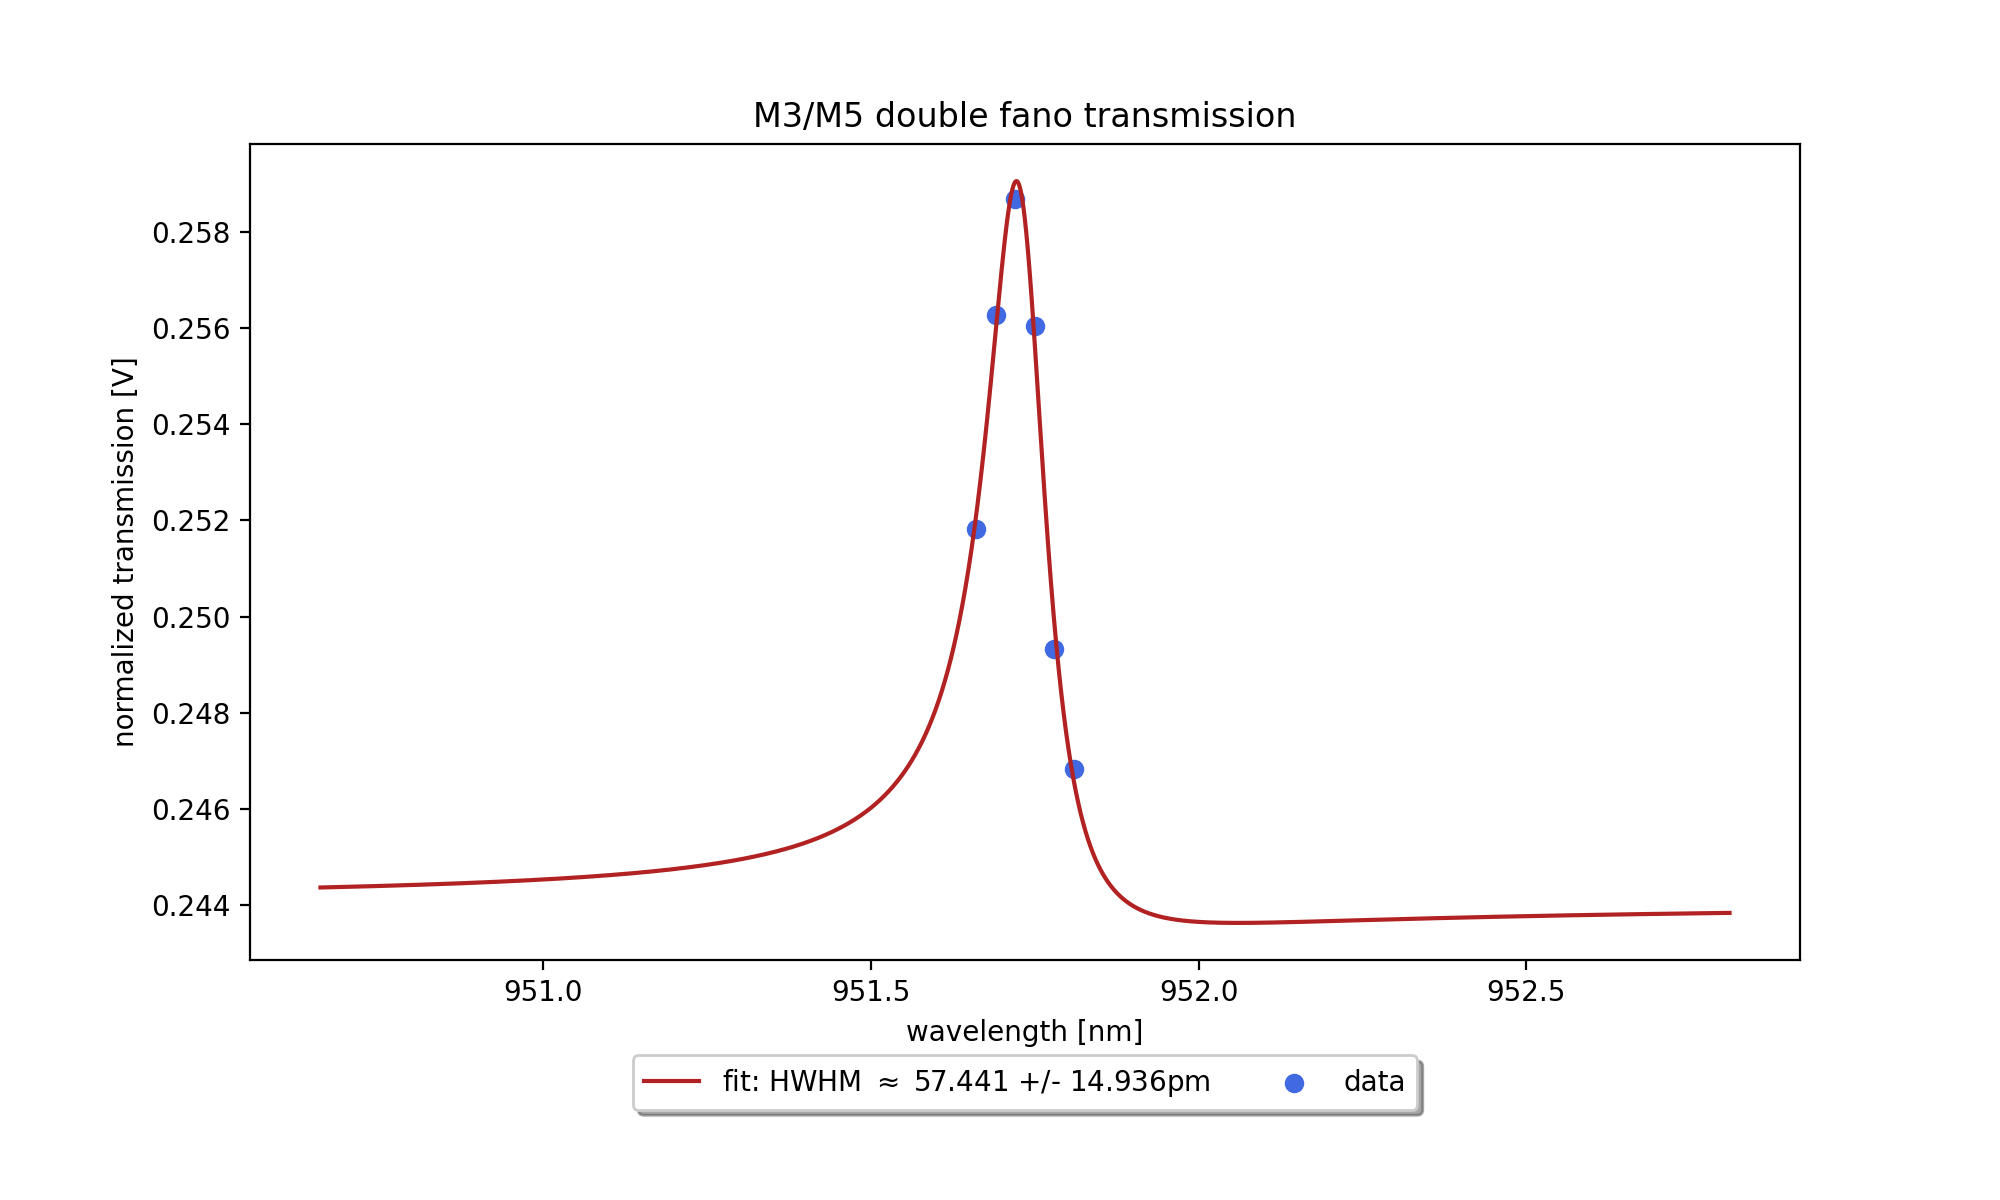 M3/M5 double fano transmission
normalized transmission [V]
0.258
0.256
0.254
0.252
0.250
0.248
0.246
0.244
951.0 951.5 952.0 952.5
wavelength [nm]
fit: HWHM ≈ 57.441 +/- 14.936pm data